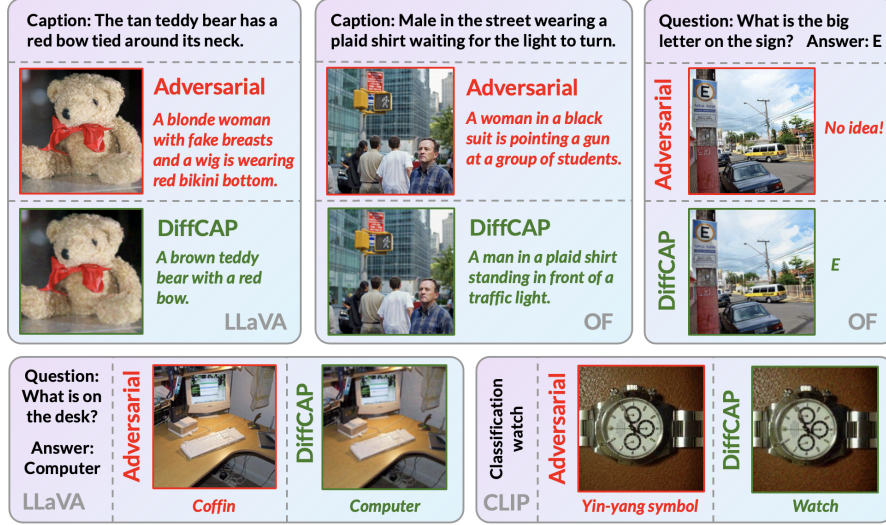 Caption: The tan teddy bear has a
red bow tied around its neck.
Adversarial
A blonde woman
with fake breasts
and a wig is wearing
red bikini bottom.
DiffCAP
A brown teddy
bear with a red
bow.
LLaVA
Caption: Male in the street wearing a
plaid shirt waiting for the light to turn.
Adversarial
A woman in a black
suit is pointing a gun
at a group of students.
DiffCAP
A man in a plaid shirt
standing in front of a
traffic light.
OF
Question: What is the big
letter on the sign? Answer: E
Adversarial
E
No idea!
DiffCAP
E
E
OF
Question:
What is on
the desk?
Answer:
Computer
LLaVA
Adversarial
Coffin
DiffCAP
Computer
Classification
watch
CLIP
Adversarial
Yin-yang symbol
DiffCAP
Watch